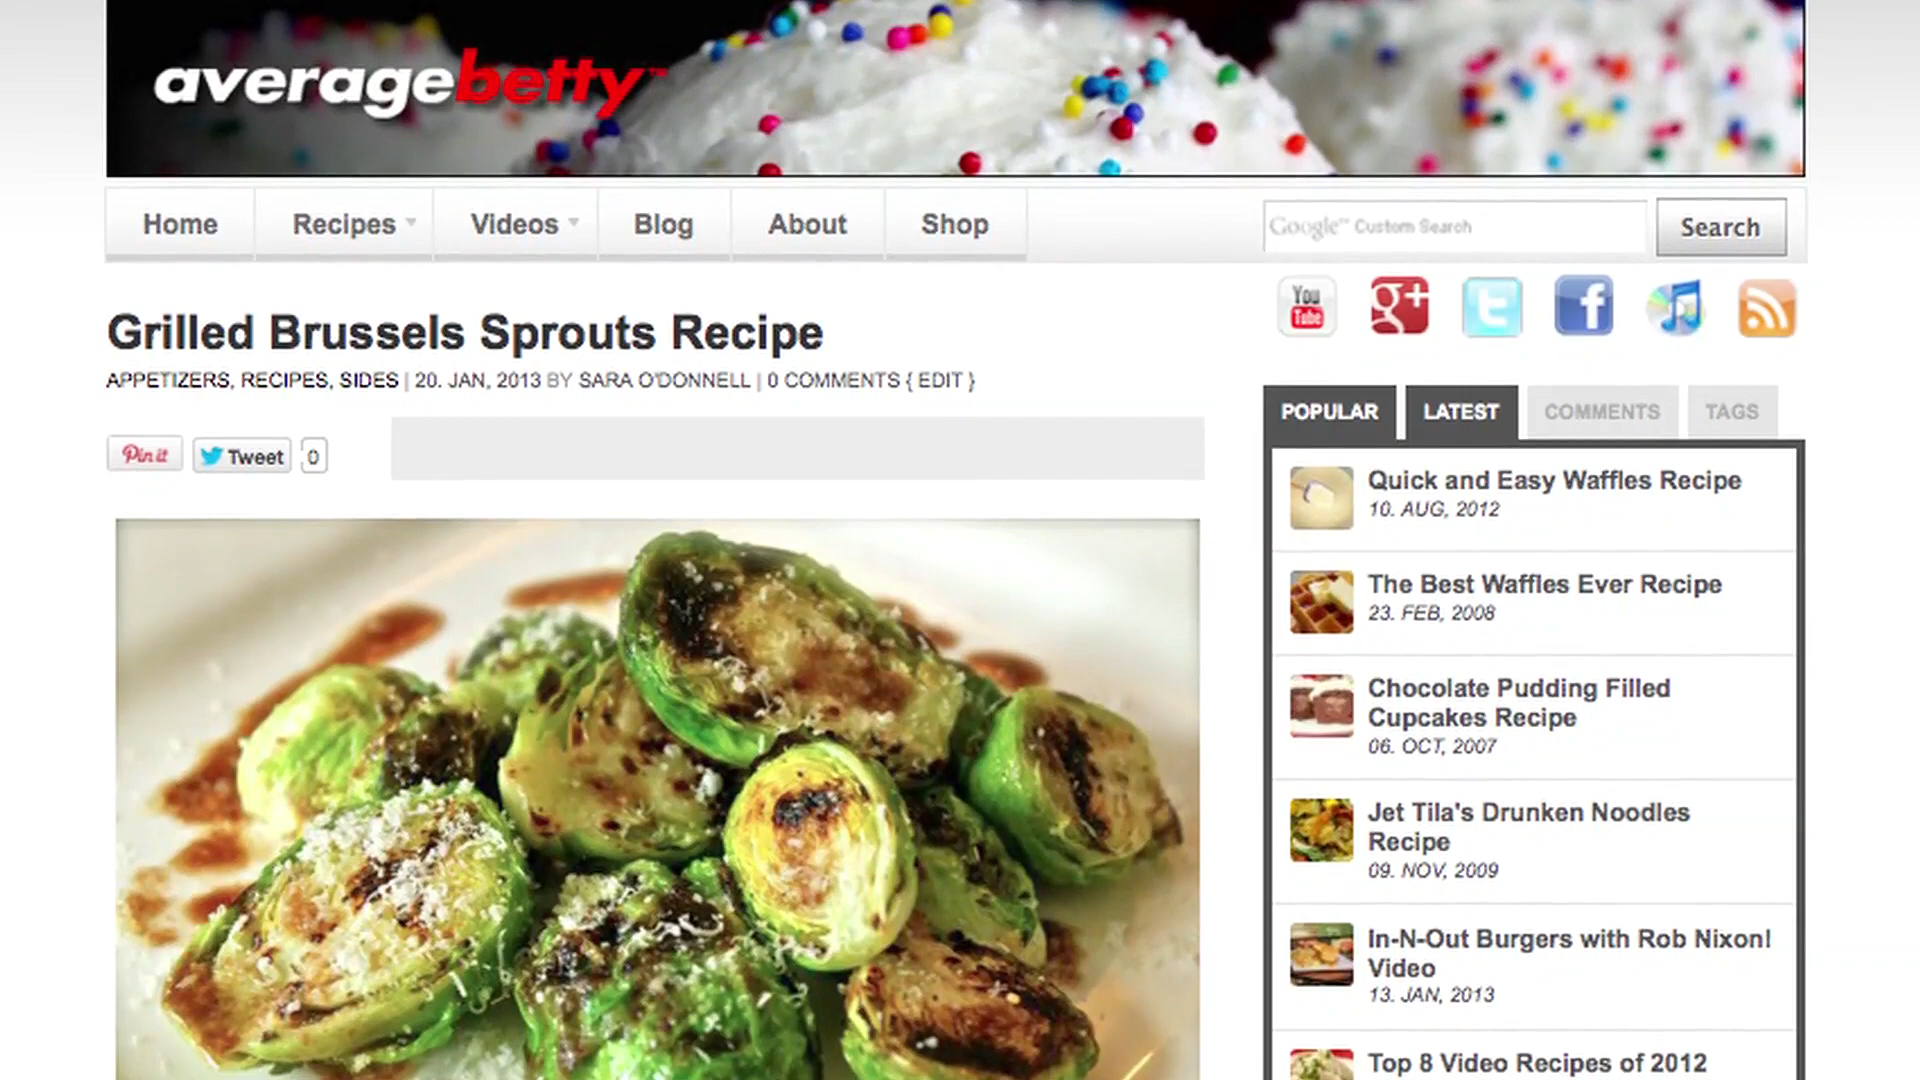 averagebetty™
Home
Recipes
Videos
Blog
About
Shop
Google™ Custom Search
Search
You
Tube
g+
t
f
Grilled Brussels Sprouts Recipe
APPETIZERS, RECIPES, SIDES | 20. JAN, 2013 BY SARA O'DONNELL | 0 COMMENTS { EDIT }
Pin it
Tweet
0
POPULAR
LATEST
COMMENTS
TAGS
Quick and Easy Waffles Recipe
10. AUG, 2012
The Best Waffles Ever Recipe
23. FEB, 2008
Chocolate Pudding Filled
Cupcakes Recipe
06. OCT, 2007
Jet Tila's Drunken Noodles
Recipe
09. NOV, 2009
In-N-Out Burgers with Rob Nixon!
Video
13. JAN, 2013
Top 8 Video Recipes of 2012